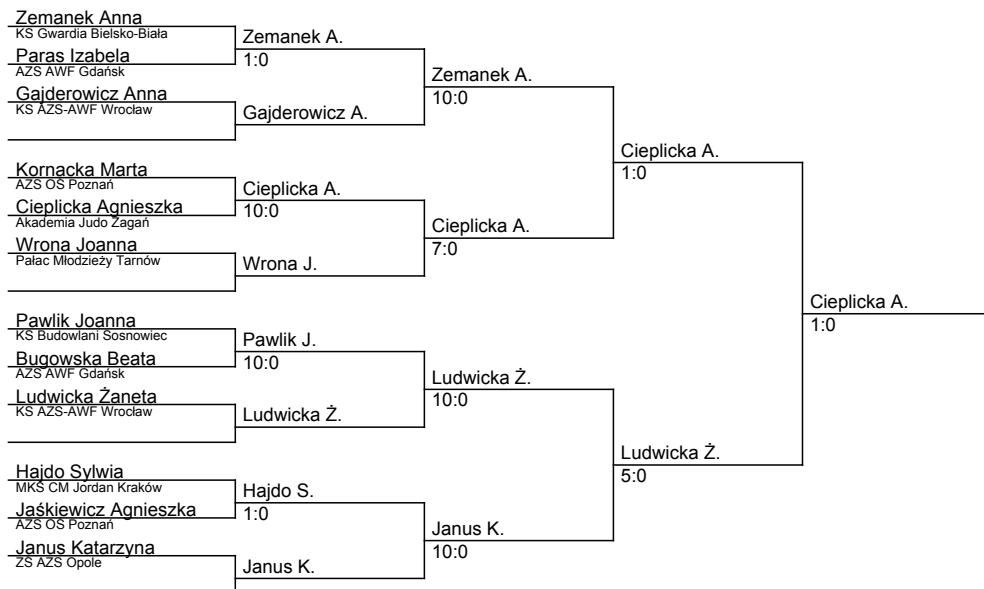 Zemanek Anna
KS Gwardia Bielsko-Biała
Paras Izabela
AZS AWF Gdańsk
Gajderowicz Anna
KS AZS-AWF Wrocław
Kornacka Marta
AZS OŚ Poznań
Cieplicka Agnieszka
Akademia Judo Żagań
Wrona Joanna
Pałac Młodzieży Tarnów
Pawlik Joanna
KS Budowlani Sosnowiec
Bugowska Beata
AZS AWF Gdańsk
Ludwicka Żaneta
KS AZS-AWF Wrocław
Hajdo Sylwia
MKS CM Jordan Kraków
Jaśkiewicz Agnieszka
AZS OŚ Poznań
Janus Katarzyna
ZS AZS Opole
Zemanek A.
1:0
Gajderowicz A.
Cieplicka A.
10:0
Wrona J.
Pawlik J.
10:0
Ludwicka Ż.
Hajdo S.
1:0
Janus K.
Zemanek A.
10:0
Cieplicka A.
7:0
Ludwicka Ż.
10:0
Janus K.
10:0
Cieplicka A.
1:0
Ludwicka Ż.
5:0
Cieplicka A.
1:0